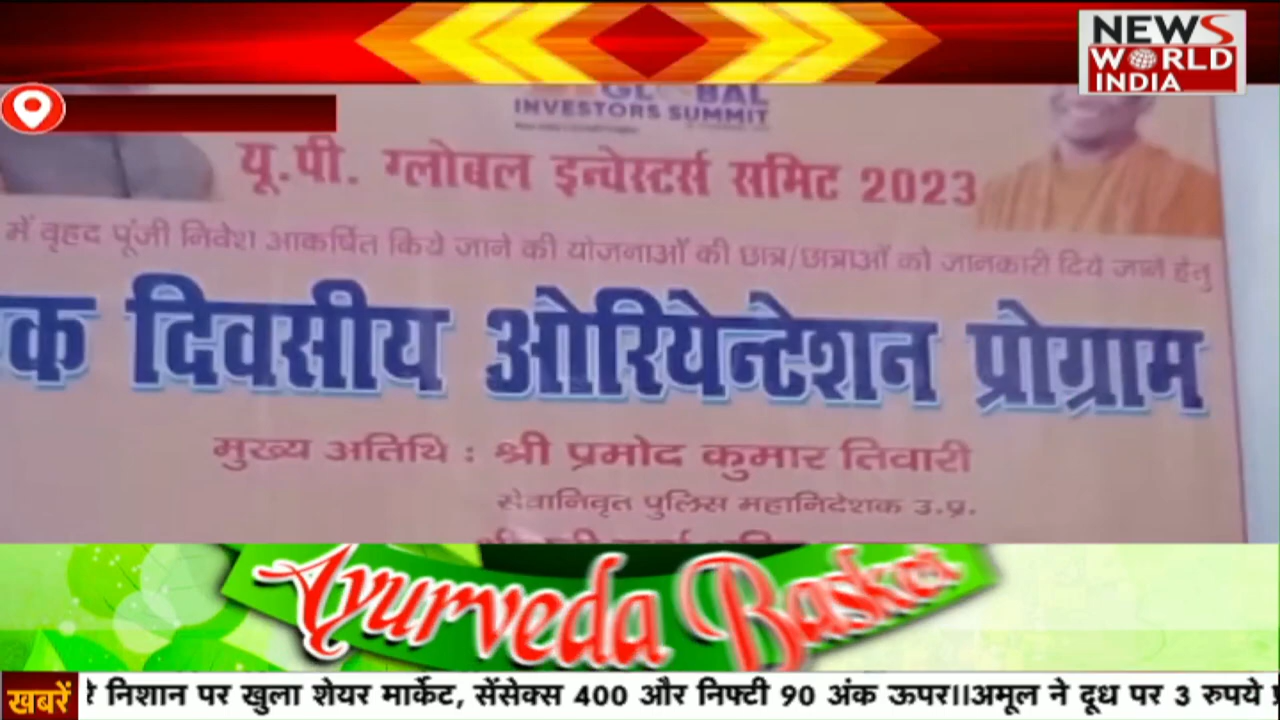 NEWS
WORLD
INDIA
GLOBAL
INVESTORS SUMMIT
यू.पी. ग्लोबल इन्वेस्टर्स समिट 2023
में वृहद पूंजी निवेश आकर्षित किये जाने की योजनाओं की छात्र/छात्राओं को जानकारी दिये जाने हेतु
क दिवसीय ओरियेन्टेशन प्रोग्राम
मुख्य अतिथि : श्री प्रमोद कुमार तिवारी
सेवानिवृत पुलिस महानिदेशक उ.प्र.
Ayurveda Basket
खबरें रे निशान पर खुला शेयर मार्केट, सेंसेक्स 400 और निफ्टी 90 अंक ऊपर॥अमूल ने दूध पर 3 रुपये